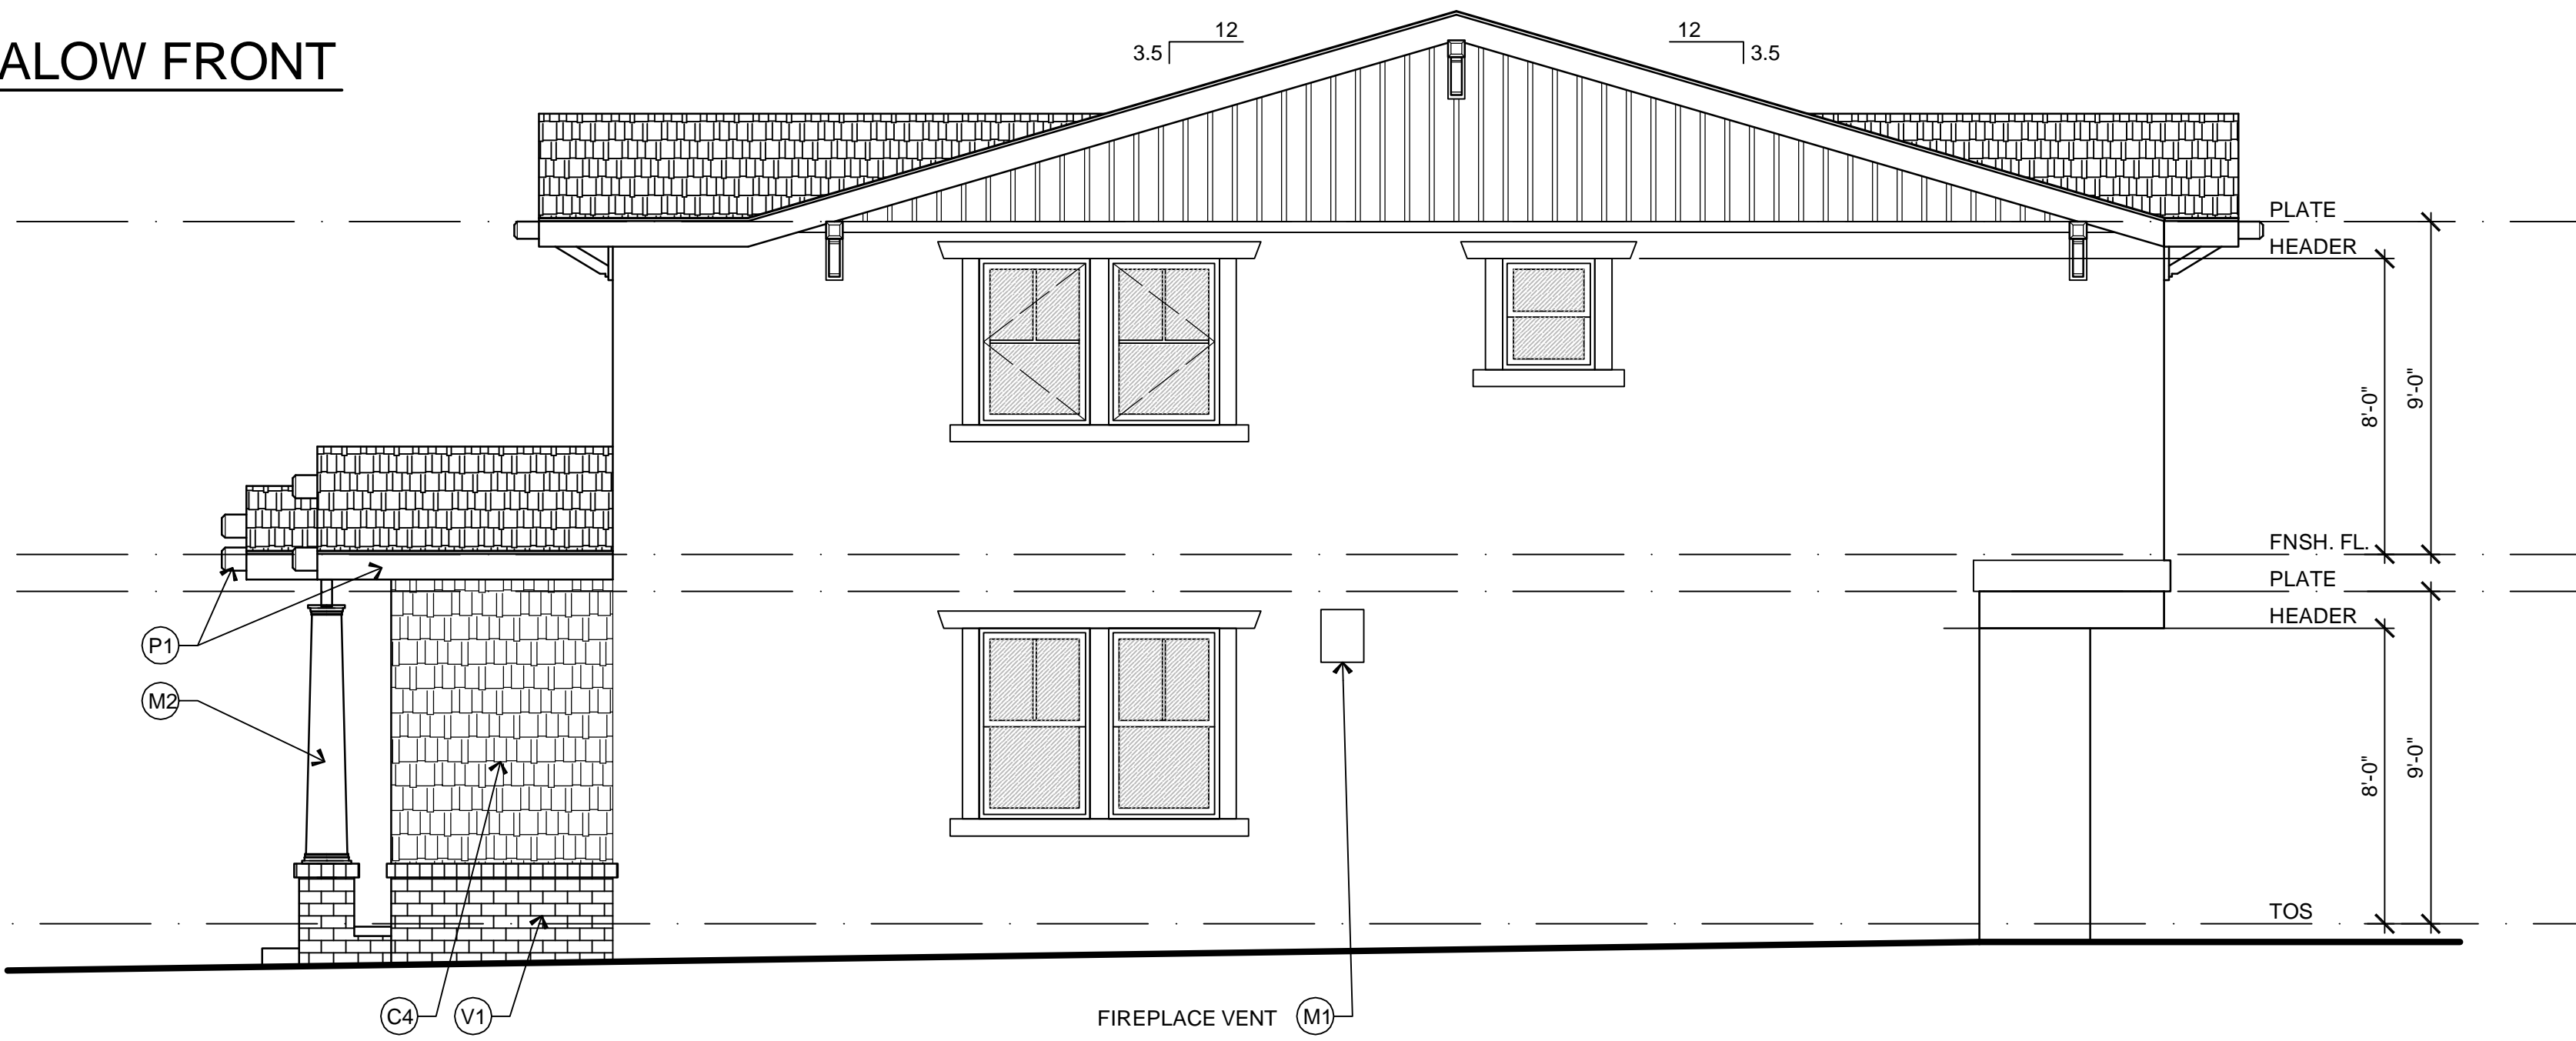 ALOW FRONT
12
3.5
12
3.5
PLATE
HEADER
8'-0"
9'-0"
FNSH. FL.
PLATE
HEADER
8'-0"
9'-0"
TOS
P1
M2
C4
V1
FIREPLACE VENT M1